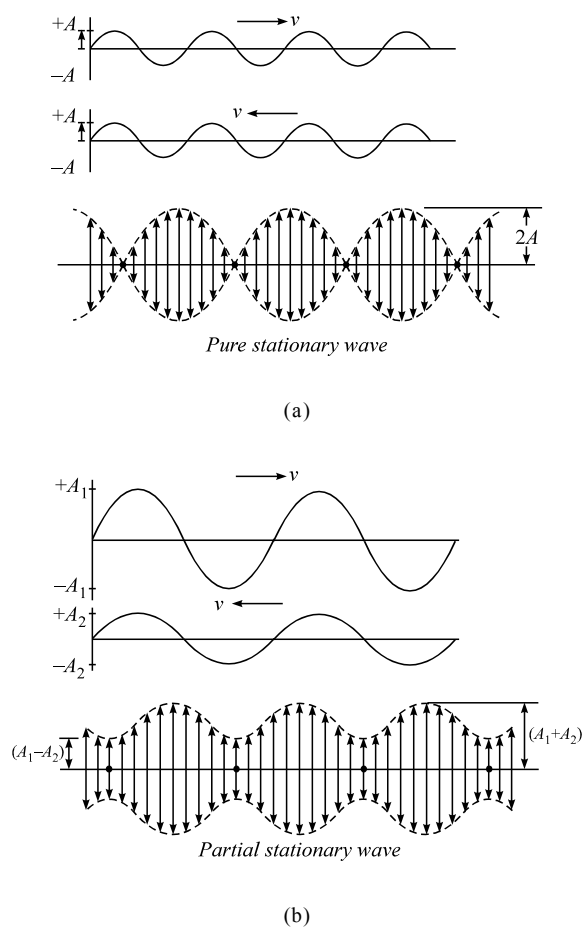 +A
v
–A
+A
v
–A
2A
Pure stationary wave
(a)
+A₁
v
–A₁
+A₂
v
–A₂
(A₁–A₂)
(A₁+A₂)
Partial stationary wave
(b)